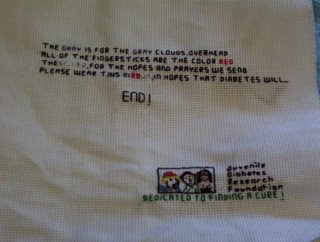 THE GRAY IS FOR THE GRAY CLOUDS, OVERHEAD
ALL OF THE FINGERSTICKS ARE THE COLOR RED
THE FOR THE HOPES AND PRAYERS WE SEND
PLEASE WEAR THIS IN HOPES THAT DIABETES WILL...
END!
Juvenile
Diabetes
Research
Foundation
DEDICATED TO FINDING A CURE!